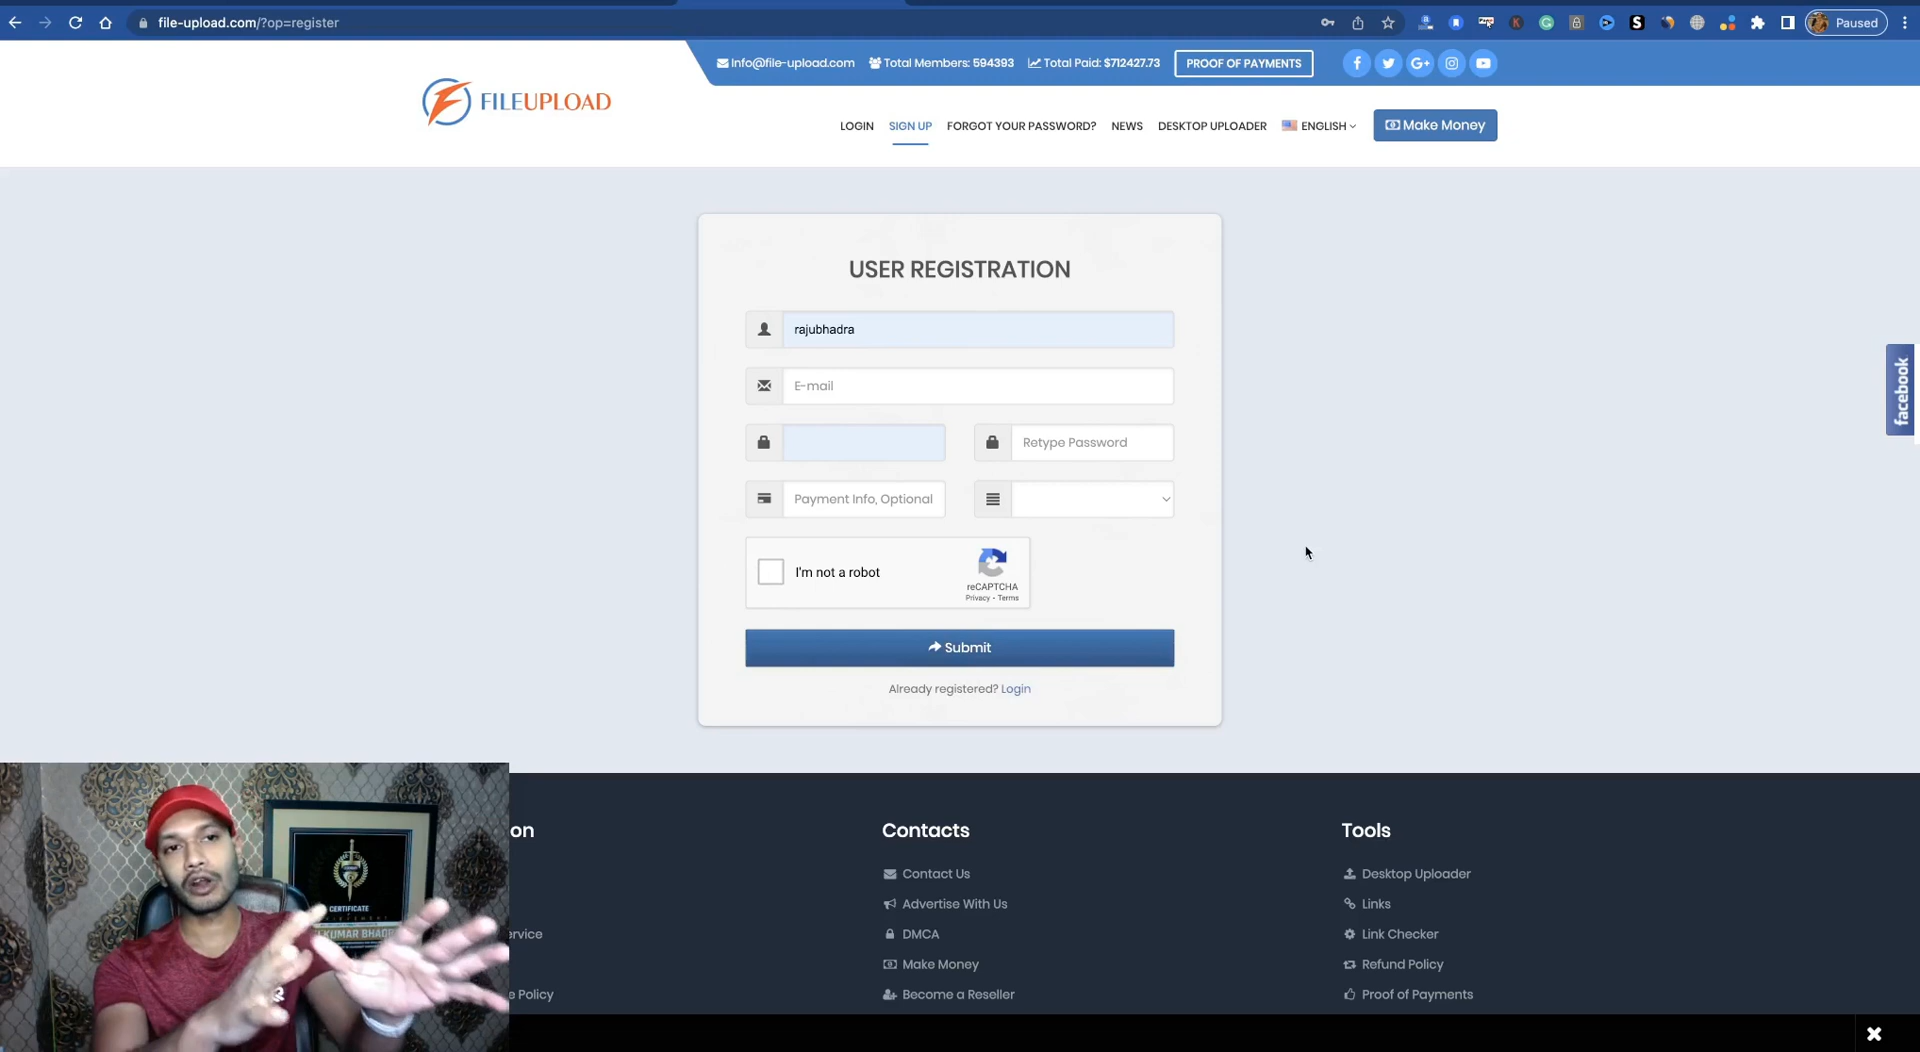 file-upload.com/?op=register
Paused
Info@file-upload.com Total Members: 594393 Total Paid: $712427.73 PROOF OF PAYMENTS
FILEUPLOAD
LOGIN SIGN UP FORGOT YOUR PASSWORD? NEWS DESKTOP UPLOADER ENGLISH Make Money
USER REGISTRATION
rajubhadra
E-mail
Retype Password
Payment Info, Optional
I'm not a robot
reCAPTCHA
Privacy - Terms
Submit
Already registered? Login
facebook
on
ervice
e Policy
Contacts
Contact Us
Advertise With Us
DMCA
Make Money
Become a Reseller
Tools
Desktop Uploader
Links
Link Checker
Refund Policy
Proof of Payments
CERTIFICATE
KUMAR